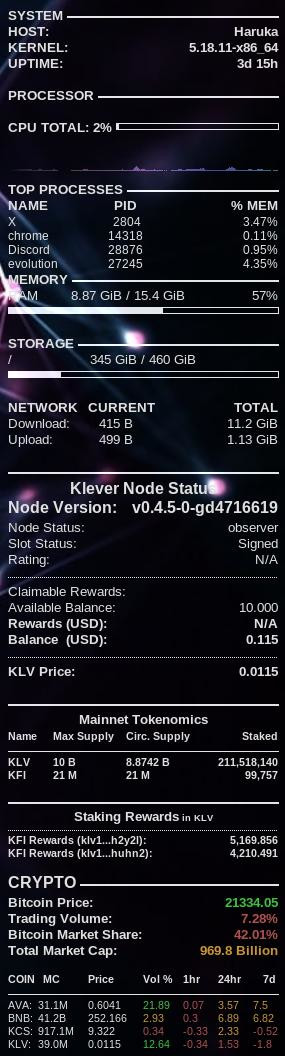 SYSTEM
HOST: Haruka
KERNEL: 5.18.11-x86_64
UPTIME: 3d 15h
PROCESSOR
CPU TOTAL: 2%
TOP PROCESSES
NAME PID % MEM
X 2804 3.47%
chrome 14318 0.11%
Discord 28876 0.95%
evolution 27245 4.35%
MEMORY
RAM 8.87 GiB / 15.4 GiB 57%
STORAGE
/ 345 GiB / 460 GiB
NETWORK CURRENT TOTAL
Download: 415 B 11.2 GiB
Upload: 499 B 1.13 GiB
Klever Node Status
Node Version: v0.4.5-0-gd4716619
Node Status: observer
Slot Status: Signed
Rating: N/A
Claimable Rewards:
Available Balance: 10.000
Rewards (USD): N/A
Balance (USD): 0.115
KLV Price: 0.0115
Mainnet Tokenomics
Name Max Supply Circ. Supply Staked
KLV 10 B 8.8742 B 211,518,140
KFI 21 M 21 M 99,757
Staking Rewards in KLV
KFI Rewards (klv1...h2y2l): 5,169.856
KFI Rewards (klv1...huhn2): 4,210.491
CRYPTO
Bitcoin Price: 21334.05
Trading Volume: 7.28%
Bitcoin Market Share: 42.01%
Total Market Cap: 969.8 Billion
COIN MC Price Vol % 1hr 24hr 7d
AVA: 31.1M 0.6041 21.89 0.07 3.57 7.5
BNB: 41.2B 252.166 2.93 0.3 6.89 6.82
KCS: 917.1M 9.322 0.34 -0.33 2.33 -0.52
KLV: 39.0M 0.0115 12.64 -0.34 1.53 -1.8